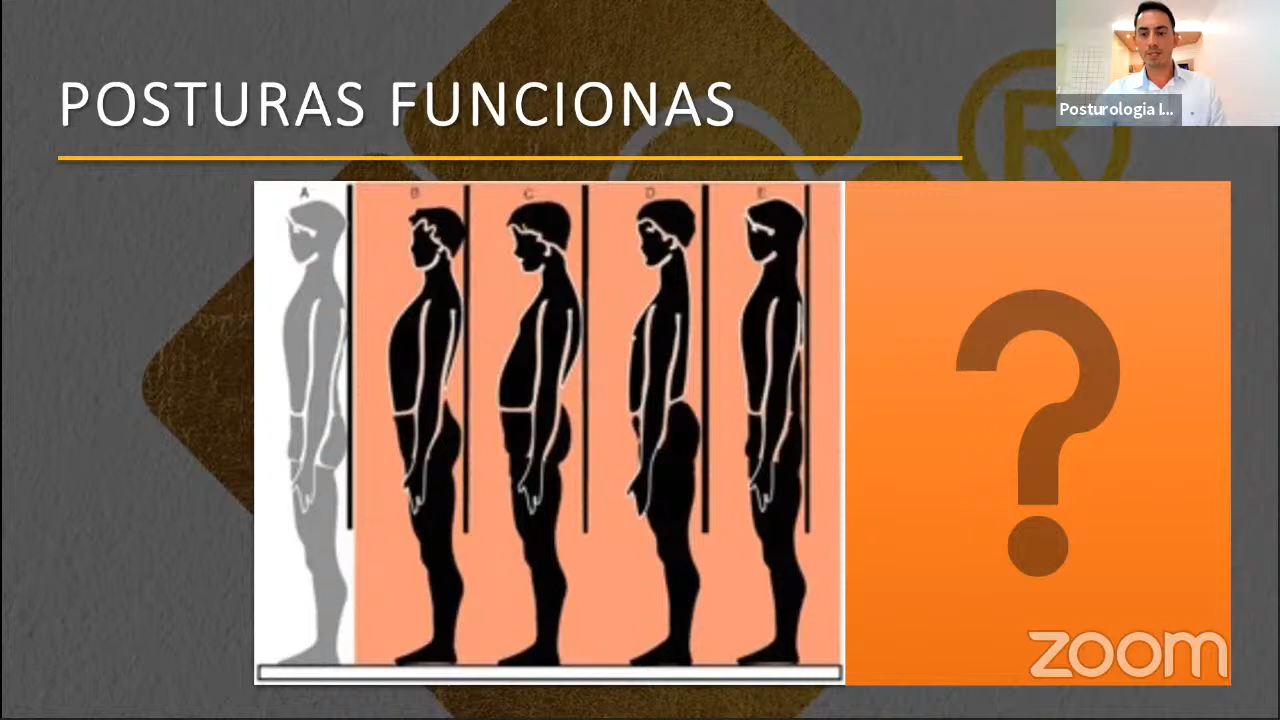 POSTURAS FUNCIONAS
Posturologia I...
A B C D E
®
?
zoom